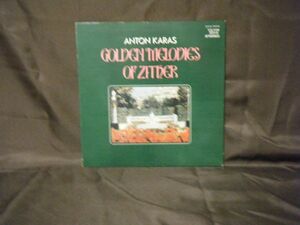 ANTON KARAS
GOLDEN MELODIES
OF ZITHER